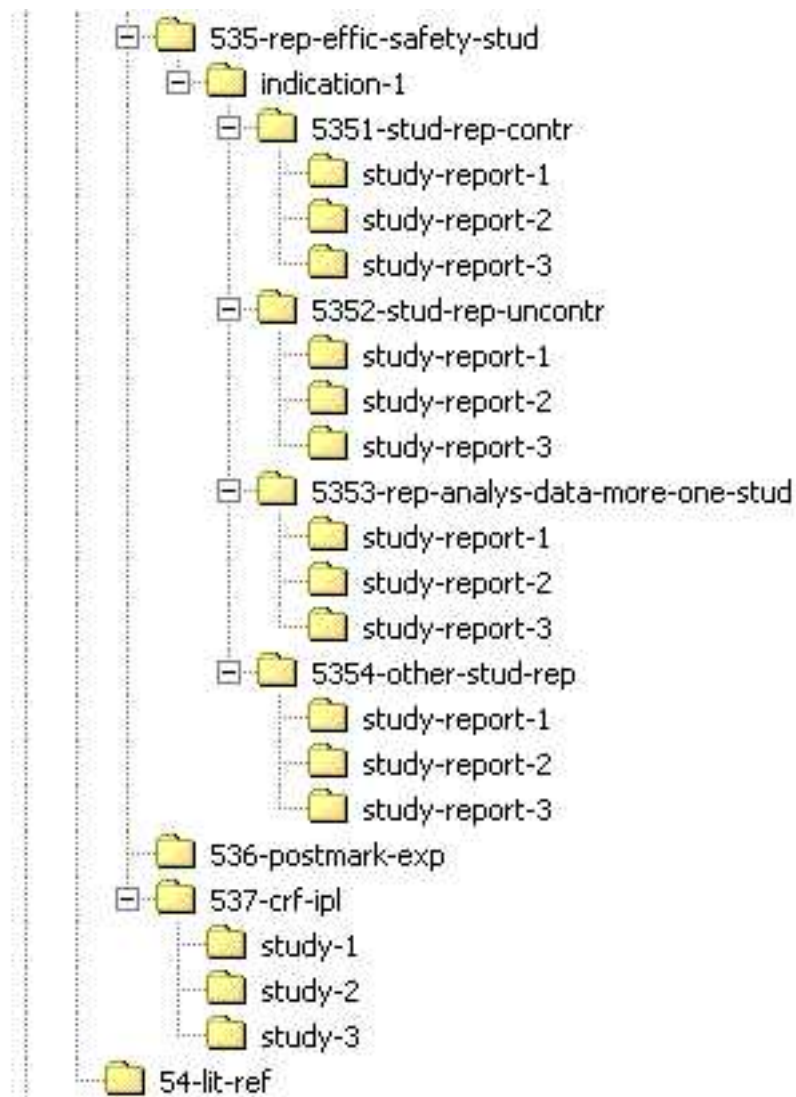 535-rep-effic-safety-stud
indication-1
5351-stud-rep-contr
study-report-1
study-report-2
study-report-3
5352-stud-rep-uncontr
study-report-1
study-report-2
study-report-3
5353-rep-analys-data-more-one-stud
study-report-1
study-report-2
study-report-3
5354-other-stud-rep
study-report-1
study-report-2
study-report-3
536-postmark-exp
537-crf-ipl
study-1
study-2
study-3
54-lit-ref